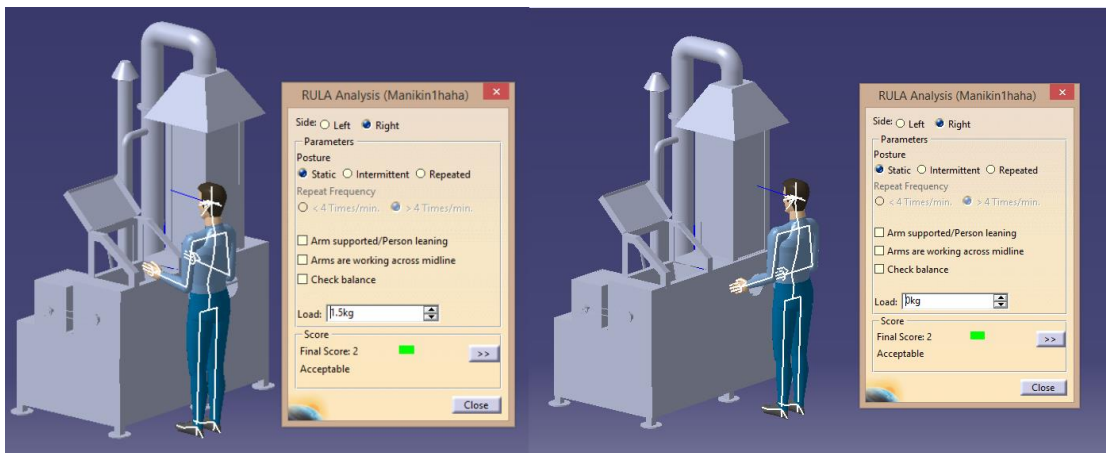 RULA Analysis (Manikin1haha)
Side: Left Right
Parameters
Posture
Static Intermittent Repeated
Repeat Frequency
< 4 Times/min. > 4 Times/min.
Arm supported/Person leaning
Arms are working across midline
Check balance
Load: 1.5kg
Score
Final Score: 2
>>
Acceptable
Close
RULA Analysis (Manikin1haha)
Side: Left Right
Parameters
Posture
Static Intermittent Repeated
Repeat Frequency
< 4 Times/min. > 4 Times/min.
Arm supported/Person leaning
Arms are working across midline
Check balance
Load: 0kg
Score
Final Score: 2
>>
Acceptable
Close